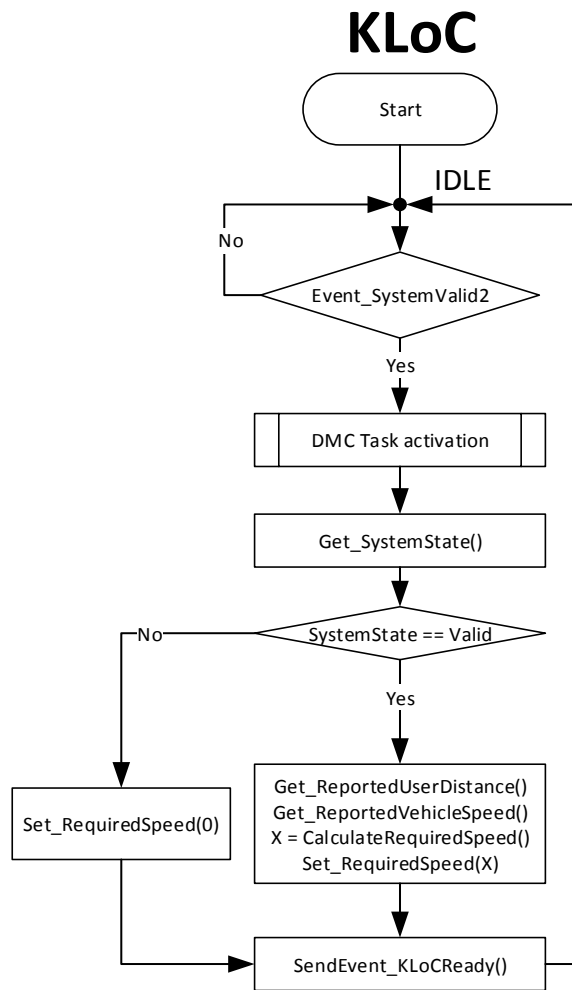 KLoC
Start
IDLE
No
Event_SystemValid2
Yes
DMC Task activation
Get_SystemState()
No
SystemState == Valid
Yes
Get_ReportedUserDistance()
Get_ReportedVehicleSpeed()
X = CalculateRequiredSpeed()
Set_RequiredSpeed(X)
Set_RequiredSpeed(0)
SendEvent_KLoCReady()